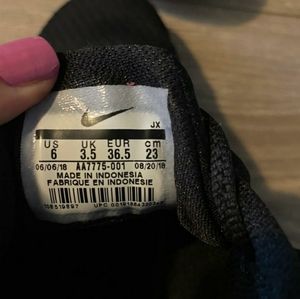 JX
US UK EUR cm
6 3.5 36.5 23
06/06/18 AA7775-001 08/20/18
MADE IN INDONESIA
FABRIQUE EN INDONESIE
UPC